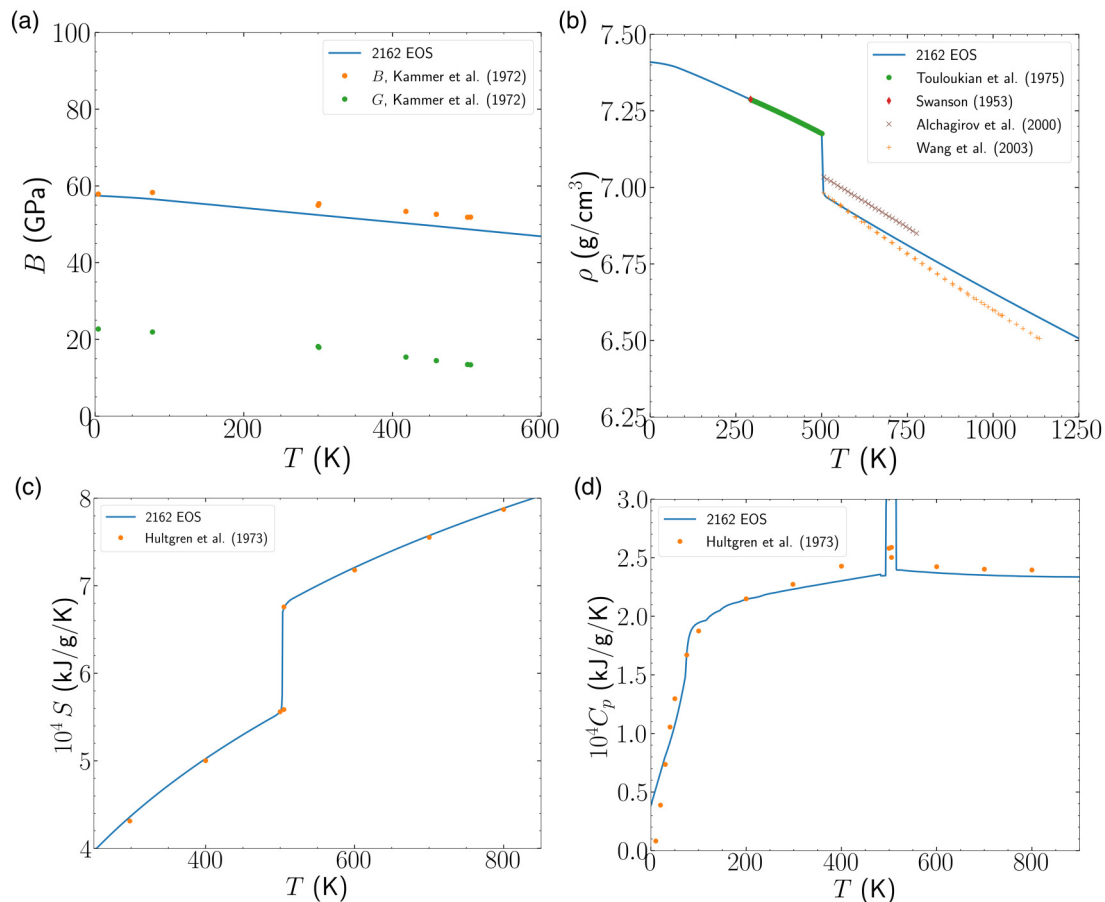 (a)
100
80
60
40
20
0
B (GPa)
2162 EOS
B, Kammer et al. (1972)
G, Kammer et al. (1972)
0 200 400 600
T (K)
(b)
7.50
7.25
7.00
6.75
6.50
6.25
ρ (g/cm³)
2162 EOS
Touloukian et al. (1975)
Swanson (1953)
Alchagirov et al. (2000)
Wang et al. (2003)
0 250 500 750 1000 1250
T (K)
(c)
8
7
6
5
4
10⁴ S (kJ/g/K)
2162 EOS
Hultgren et al. (1973)
400 600 800
T (K)
(d)
3.0
2.5
2.0
1.5
1.0
0.5
0.0
10⁴Cₚ (kJ/g/K)
2162 EOS
Hultgren et al. (1973)
0 200 400 600 800
T (K)